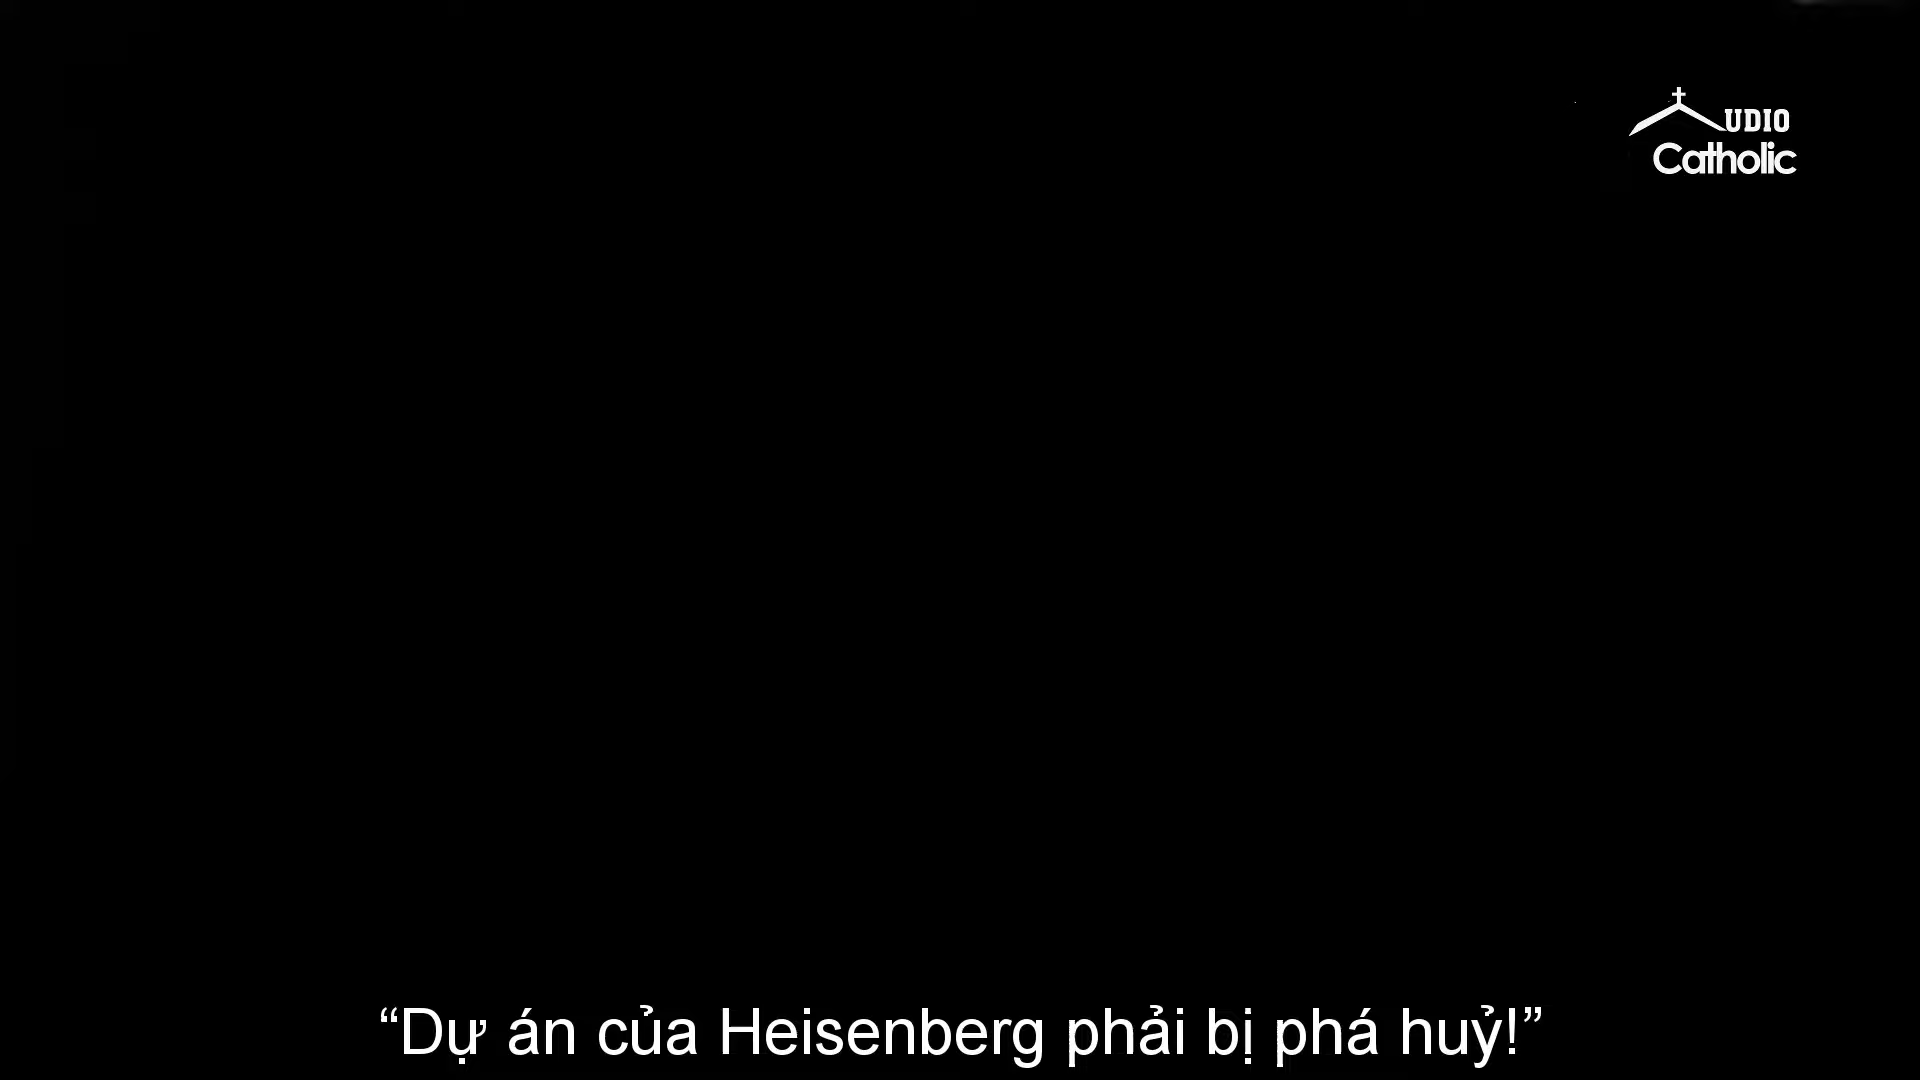 UDIO
Catholic
“Dự án của Heisenberg phải bị phá huỷ!”